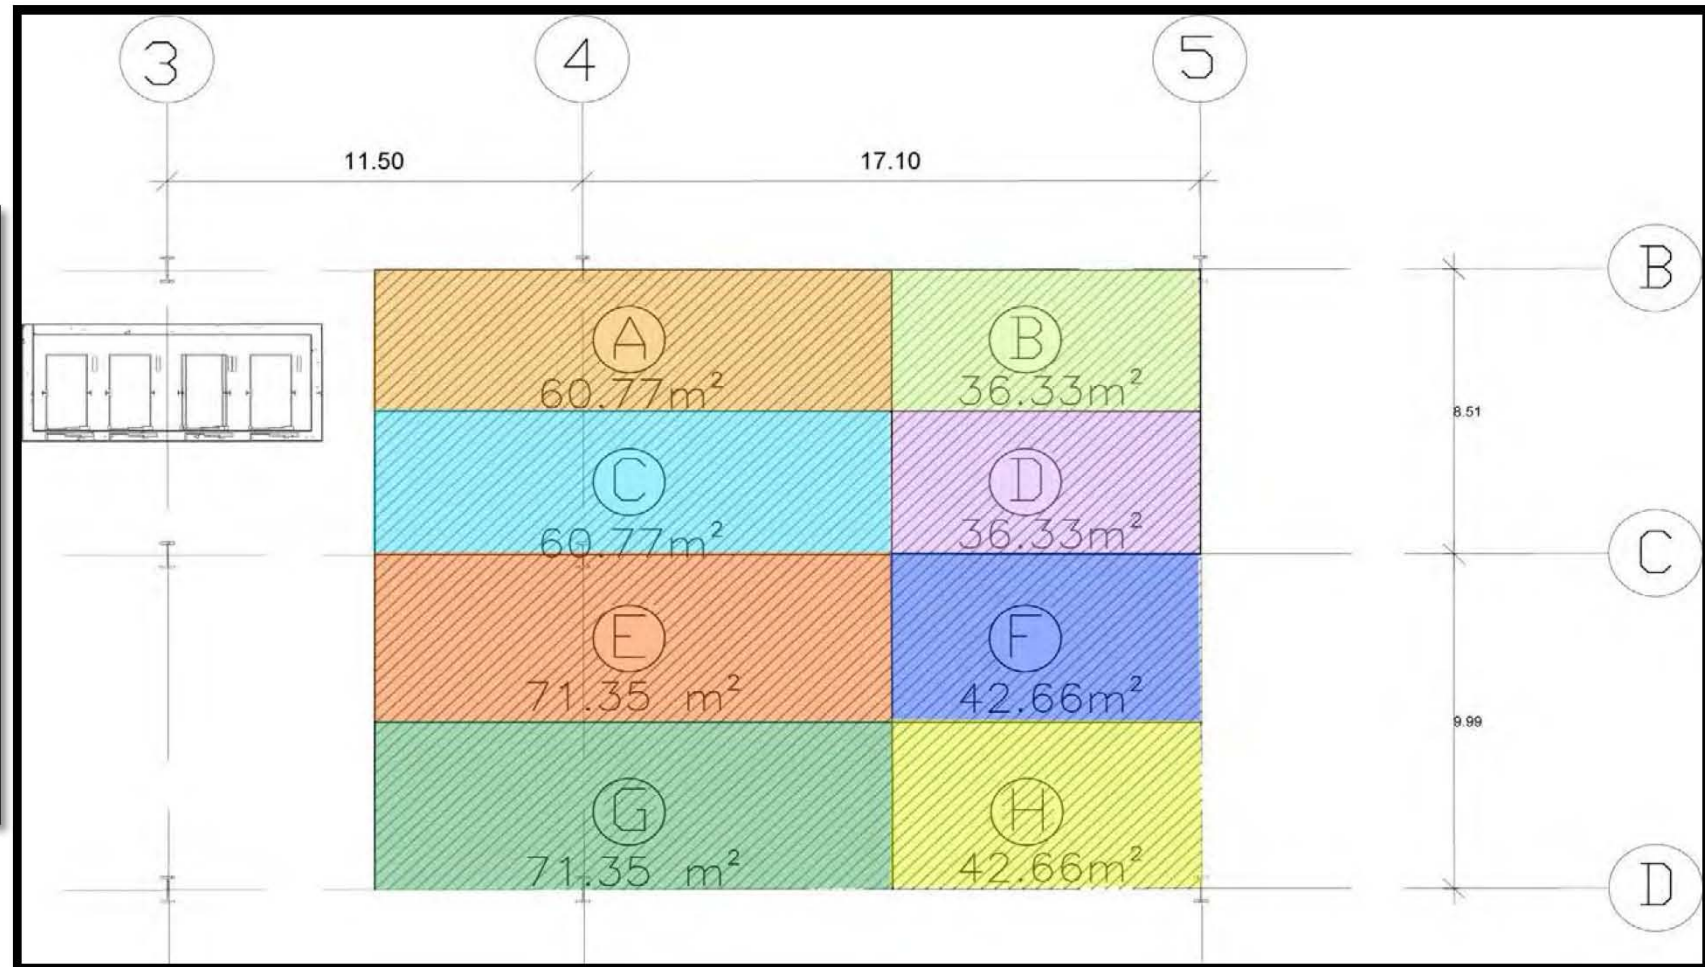 3 4 5
11.50 17.10
B
A B
60.77m² 36.33m²
8.51
C D
60.77m² 36.33m²
C
E F
71.35 m² 42.66m²
9.99
G H
71.35 m² 42.66m²
D